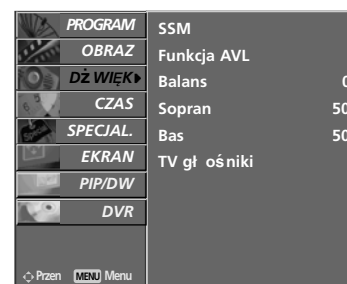 PROGRAM
OBRAZ
DŻWIĘK
CZAS
SPECJAL.
EKRAN
PIP/DW
DVR
Przen MENU Menu
SSM
Funkcja AVL
Balans 0
Sopran 50
Bas 50
TV głośniki